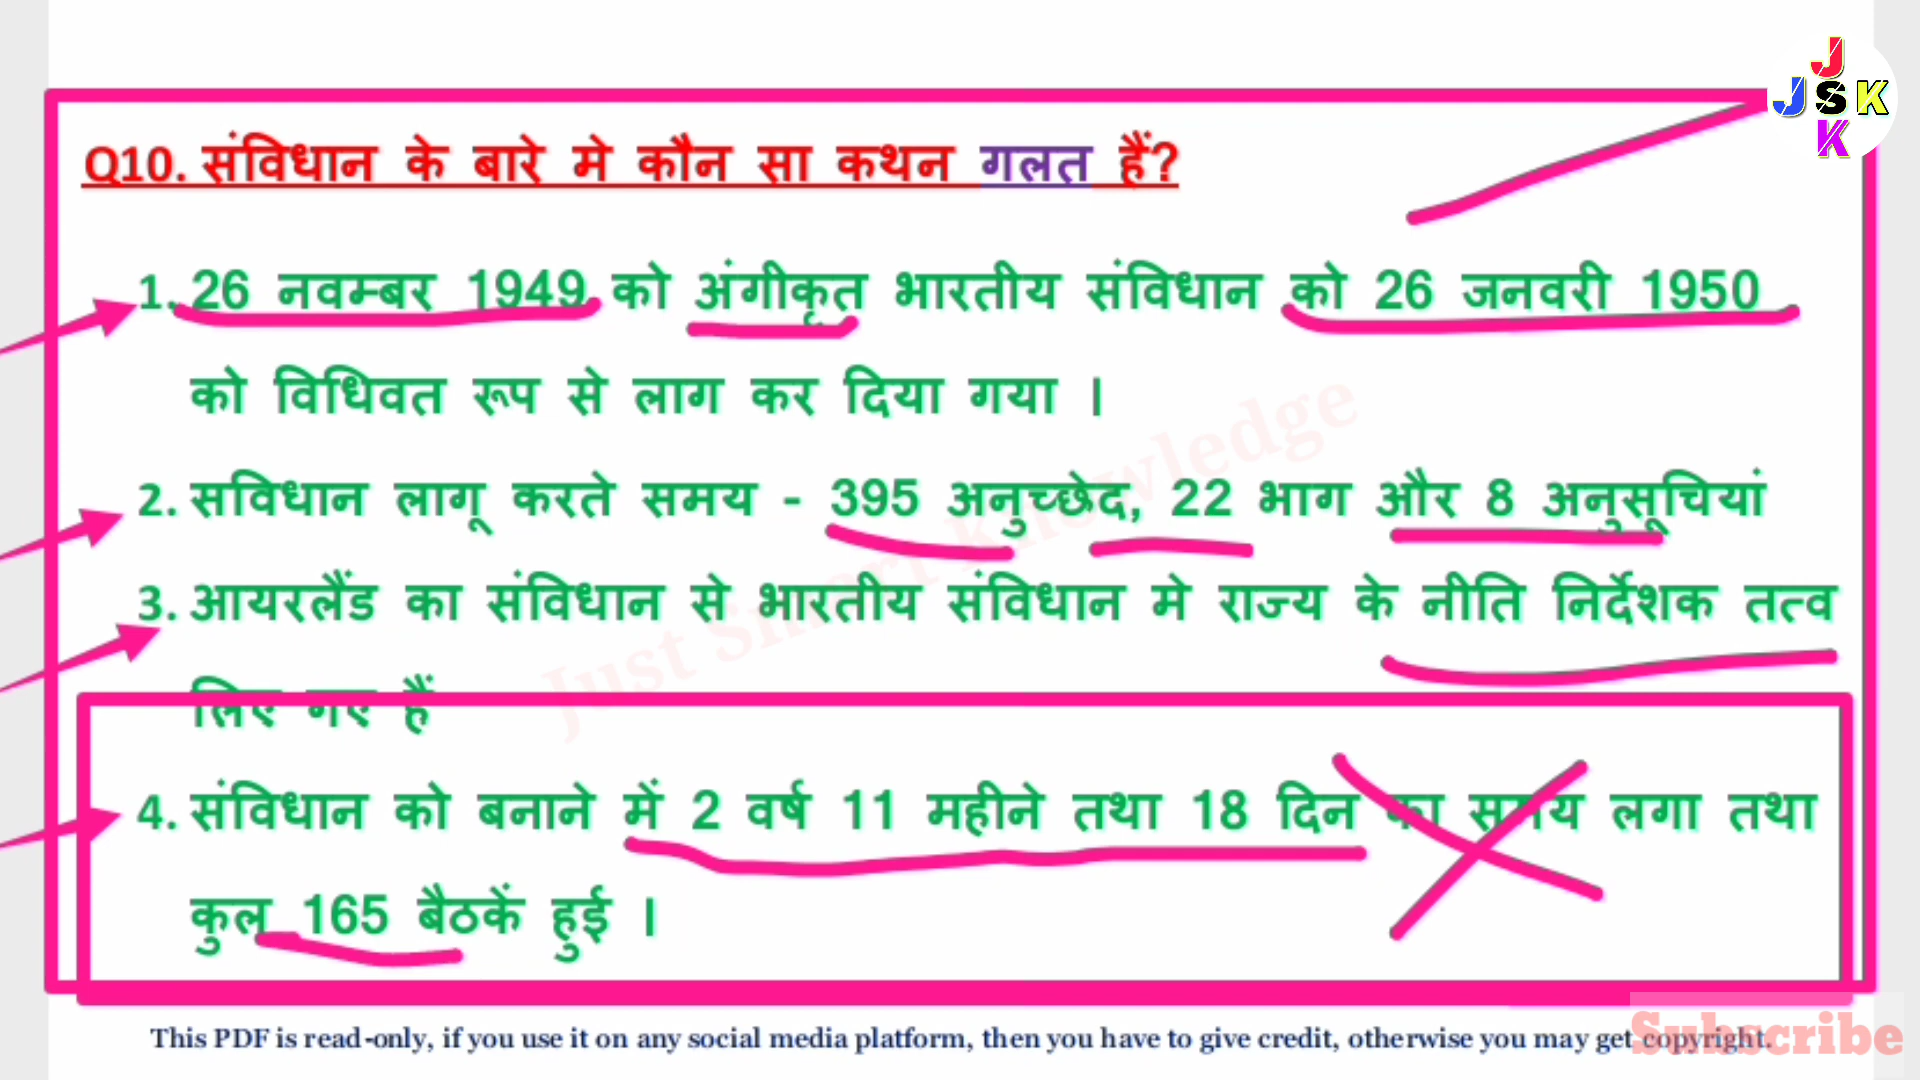 J
J S K
K
Q10. संविधान के बारे मे कौन सा कथन गलत हैं?
1. 26 नवम्बर 1949 को अंगीकृत भारतीय संविधान को 26 जनवरी 1950
को विधिवत रूप से लाग कर दिया गया ।
2. सविधान लागू करते समय - 395 अनुच्छेद, 22 भाग और 8 अनुसूचियां
3. आयरलैंड का संविधान से भारतीय संविधान मे राज्य के नीति निर्देशक तत्व
लिए गए हैं
4. संविधान को बनाने में 2 वर्ष 11 महीने तथा 18 दिन का समय लगा तथा
कुल 165 बैठकें हुई ।
Just Smart Knowledge
This PDF is read-only, if you use it on any social media platform, then you have to give credit, otherwise you may get copyright.
Subscribe